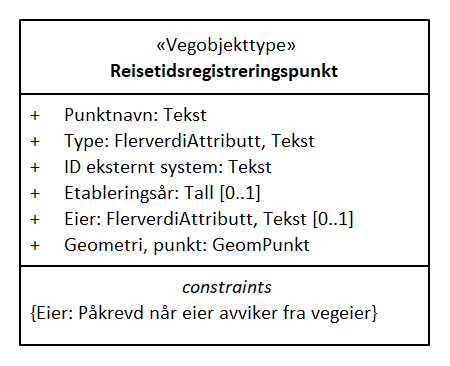 «Vegobjekttype»
Reisetidsregistreringspunkt
+ Punktnavn: Tekst
+ Type: FlerverdiAttributt, Tekst
+ ID eksternt system: Tekst
+ Etableringsår: Tall [0..1]
+ Eier: FlerverdiAttributt, Tekst [0..1]
+ Geometri, punkt: GeomPunkt
constraints
{Eier: Påkrevd når eier avviker fra vegeier}